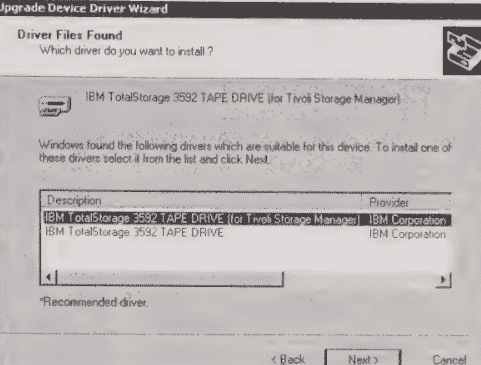 Upgrade Device Driver Wizard
Driver Files Found
Which driver do you want to install ?
IBM TotalStorage 3592 TAPE DRIVE (for Tivoli Storage Manager)
Windows found the following drivers which are suitable for this device. To install one of
these drivers select it from the list and click Next.
Description Provider
IBM TotalStorage 3592 TAPE DRIVE (for Tivoli Storage Manager) IBM Corporation
IBM TotalStorage 3592 TAPE DRIVE IBM Corporation
*Recommended driver.
< Back Next > Cancel